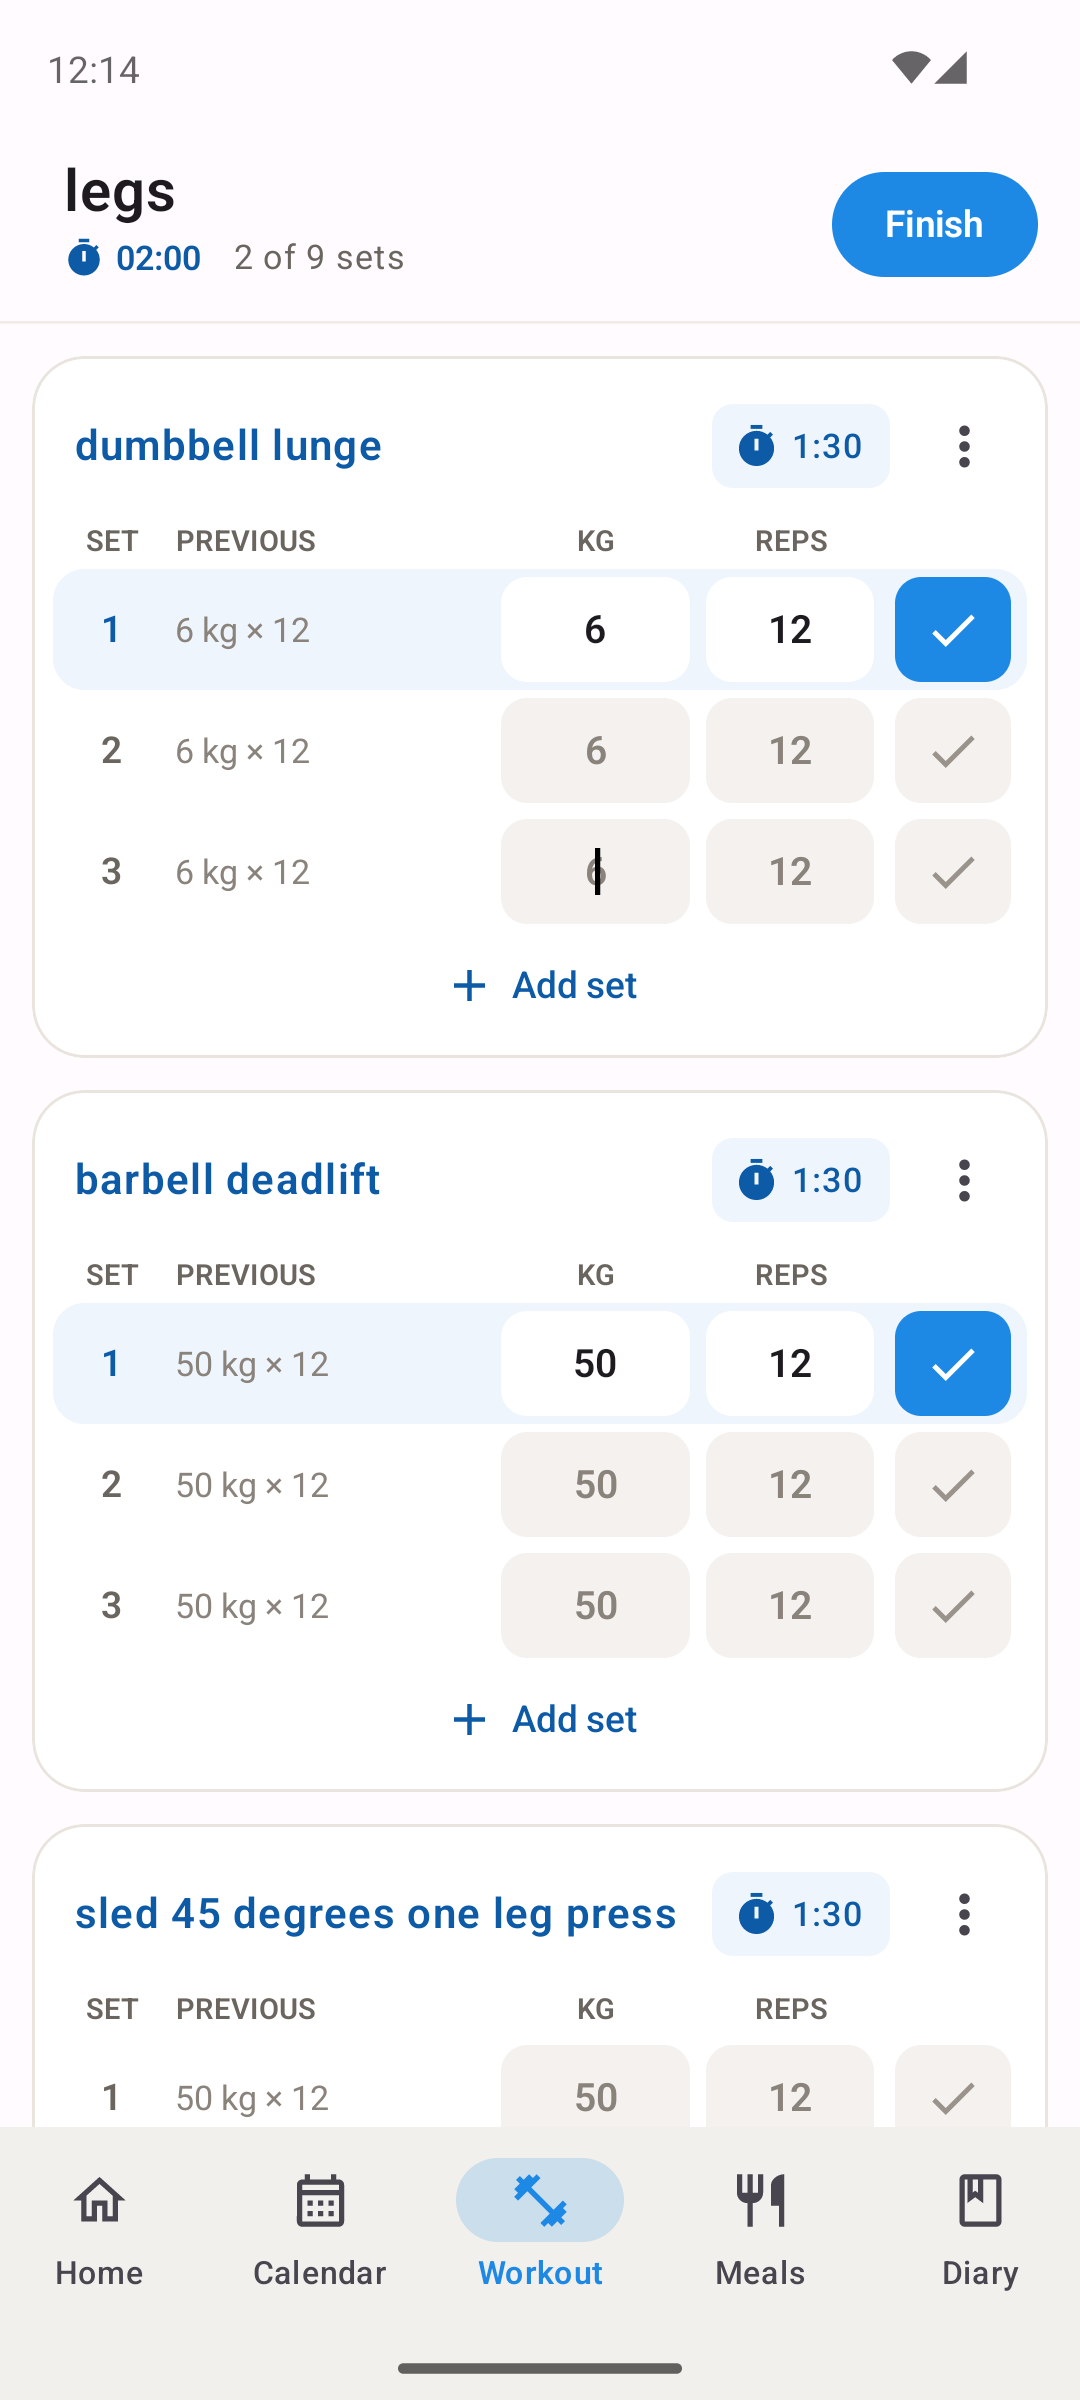 12:14
legs
Finish
02:00 2 of 9 sets
dumbbell lunge 1:30
SET PREVIOUS KG REPS
1 6 kg × 12 6 12
2 6 kg × 12 6 12
3 6 kg × 12 6 12
+ Add set
barbell deadlift 1:30
SET PREVIOUS KG REPS
1 50 kg × 12 50 12
2 50 kg × 12 50 12
3 50 kg × 12 50 12
+ Add set
sled 45 degrees one leg press 1:30
SET PREVIOUS KG REPS
1 50 kg × 12 50 12
Home Calendar Workout Meals Diary